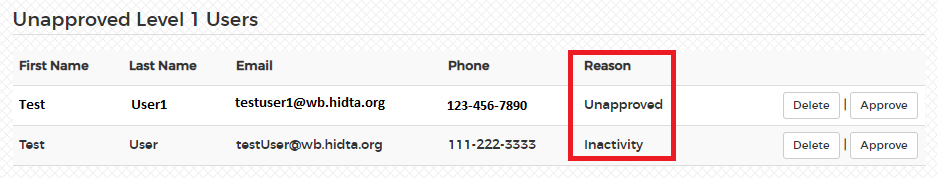 Unapproved Level 1 Users
First Name Last Name Email Phone Reason
Test User1 testuser1@wb.hidta.org 123-456-7890 Unapproved Delete | Approve
Test User testUser@wb.hidta.org 111-222-3333 Inactivity Delete | Approve